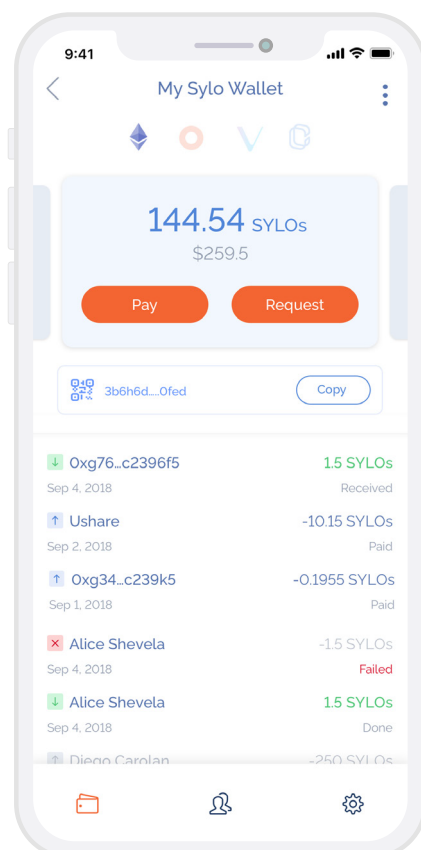 9:41
My Sylo Wallet
144.54 SYLOs
$259.5
Pay Request
3b6h6d.....0fed Copy
0xg76...c2396f5 1.5 SYLOs
Sep 4, 2018 Received
Ushare -10.15 SYLOs
Sep 2, 2018 Paid
0xg34...c239k5 -0.1955 SYLOs
Sep 1, 2018 Paid
Alice Shevela -1.5 SYLOs
Sep 4, 2018 Failed
Alice Shevela 1.5 SYLOs
Sep 4, 2018 Done
Diego Carolan -250 SYLOs